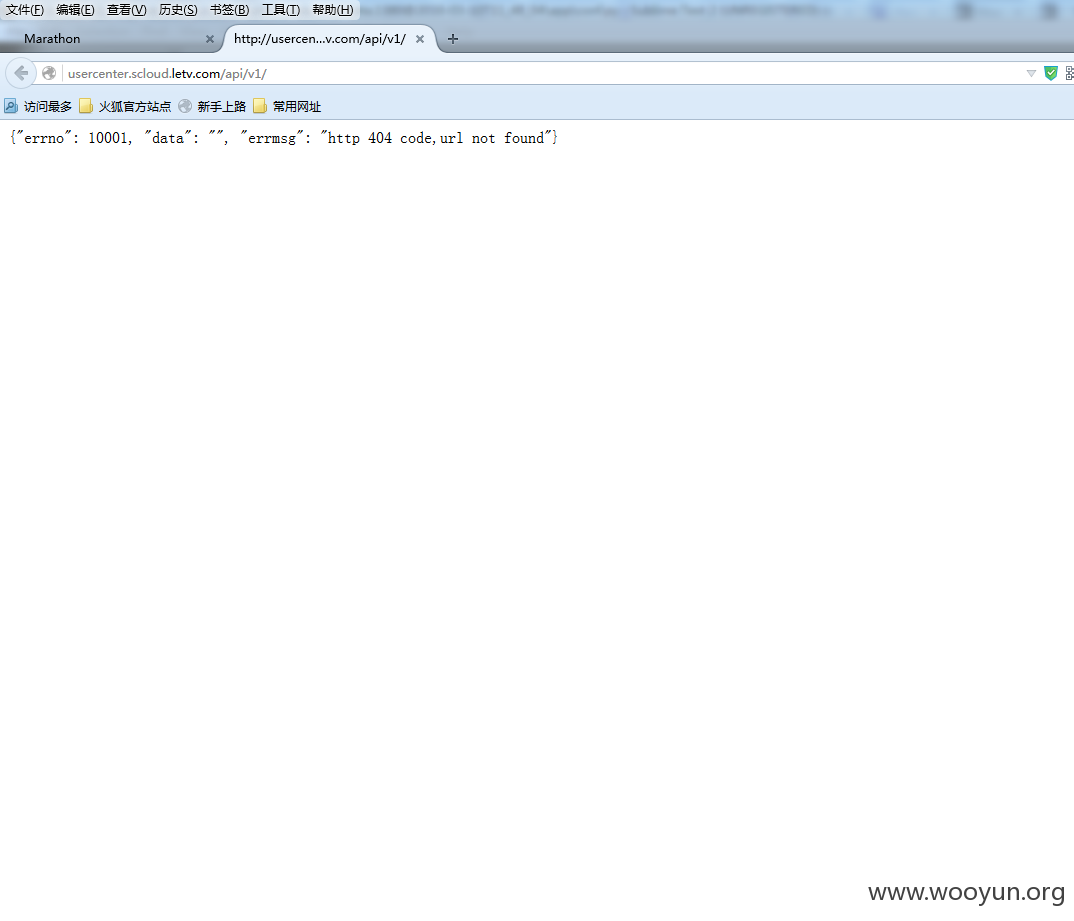 文件(F) 编辑(E) 查看(V) 历史(S) 书签(B) 工具(T) 帮助(H)
Marathon
http://usercen...v.com/api/v1/
usercenter.scloud.letv.com/api/v1/
访问最多 火狐官方站点 新手上路 常用网址
{"errno": 10001, "data": "", "errmsg": "http 404 code,url not found"}
www.wooyun.org